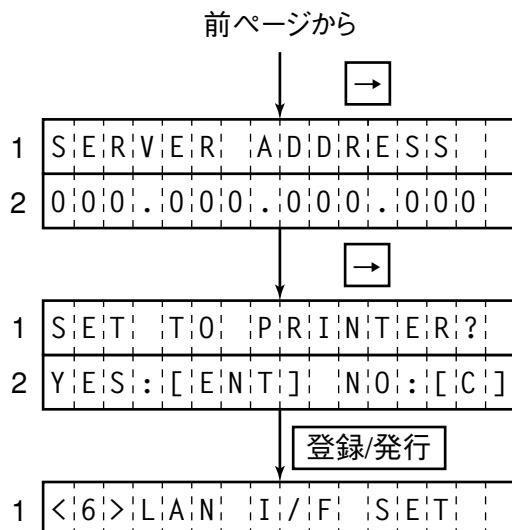 前ページから
→
1 SERVER ADDRESS
2 000.000.000.000
→
1 SET TO PRINTER?
2 YES:[ENT] NO:[C]
登録/発行
1 <6>LAN I/F SET